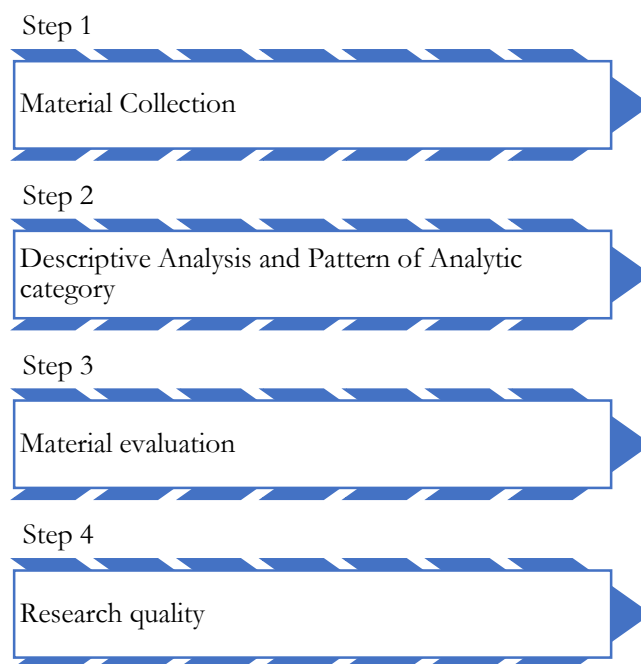 Step 1
Material Collection
Step 2
Descriptive Analysis and Pattern of Analytic
category
Step 3
Material evaluation
Step 4
Research quality